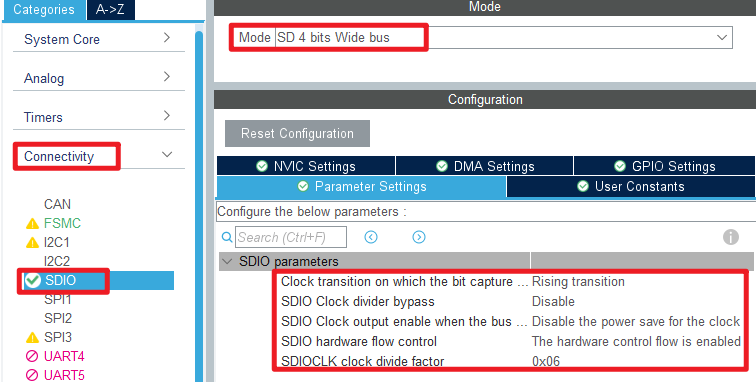 Categories
A->Z
System Core
Analog
Timers
Connectivity
CAN
FSMC
I2C1
I2C2
SDIO
SPI1
SPI2
SPI3
UART4
UART5
Mode
Mode SD 4 bits Wide bus
Configuration
Reset Configuration
NVIC Settings
DMA Settings
GPIO Settings
Parameter Settings
User Constants
Configure the below parameters :
Search (Ctrl+F)
SDIO parameters
Clock transition on which the bit capture ... Rising transition
SDIO Clock divider bypass Disable
SDIO Clock output enable when the bus ... Disable the power save for the clock
SDIO hardware flow control The hardware control flow is enabled
SDIOCLK clock divide factor 0x06